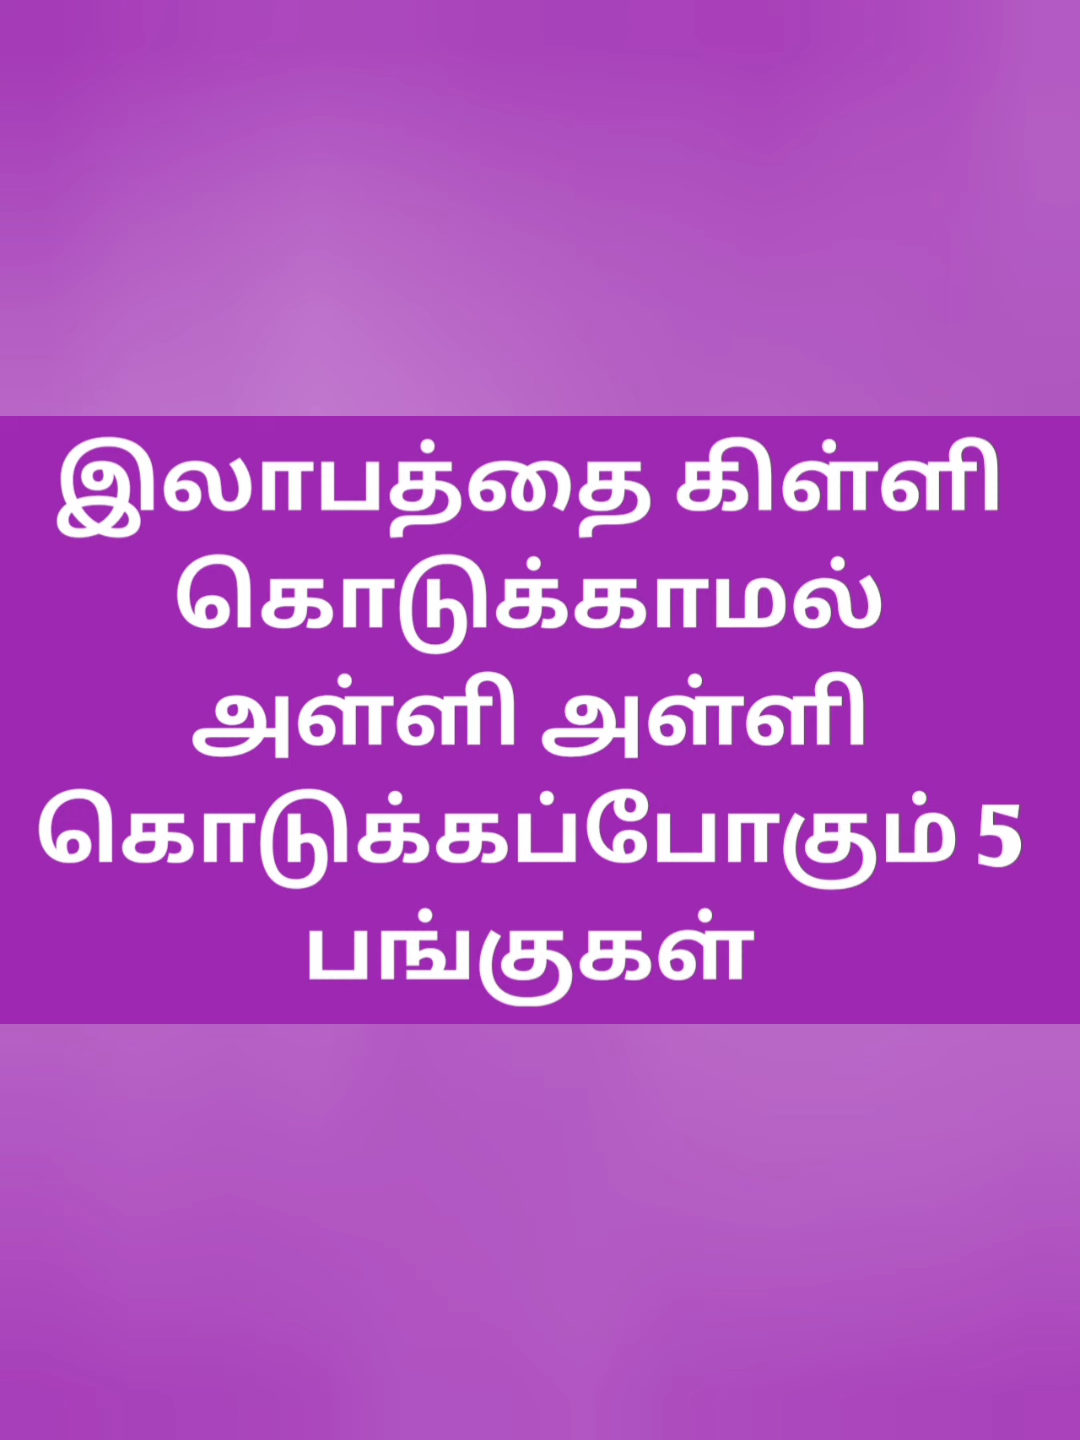 இலாபத்தை கிள்ளி
கொடுக்காமல்
அள்ளி அள்ளி
கொடுக்கப்போகும் 5
பங்குகள்